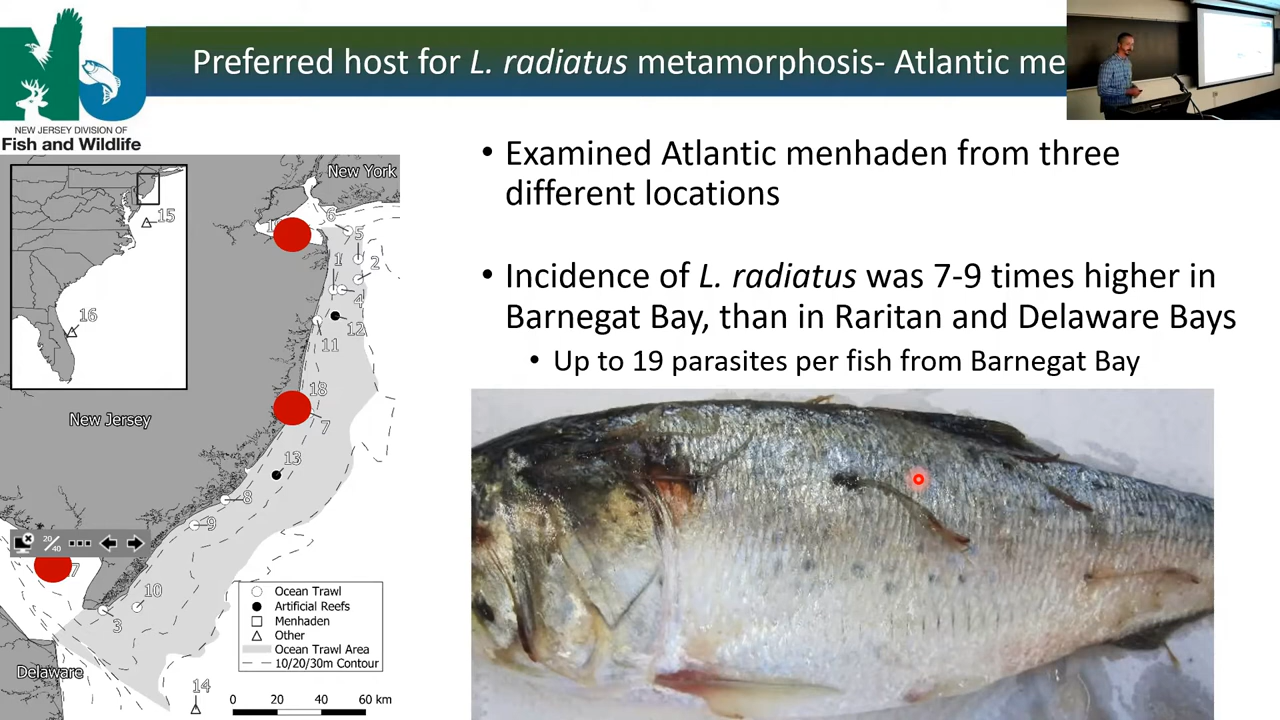 Preferred host for L. radiatus metamorphosis- Atlantic me
NEW JERSEY DIVISION OF
Fish and Wildlife
• Examined Atlantic menhaden from three
different locations
• Incidence of L. radiatus was 7-9 times higher in
Barnegat Bay, than in Raritan and Delaware Bays
• Up to 19 parasites per fish from Barnegat Bay
New York
15
16
6
5
1
2
4
12
11
18
7
New Jersey
13
8
9
20/40
7
10
3
Delaware
14
Ocean Trawl
Artificial Reefs
Menhaden
Other
Ocean Trawl Area
10/20/30m Contour
0 20 40 60 km